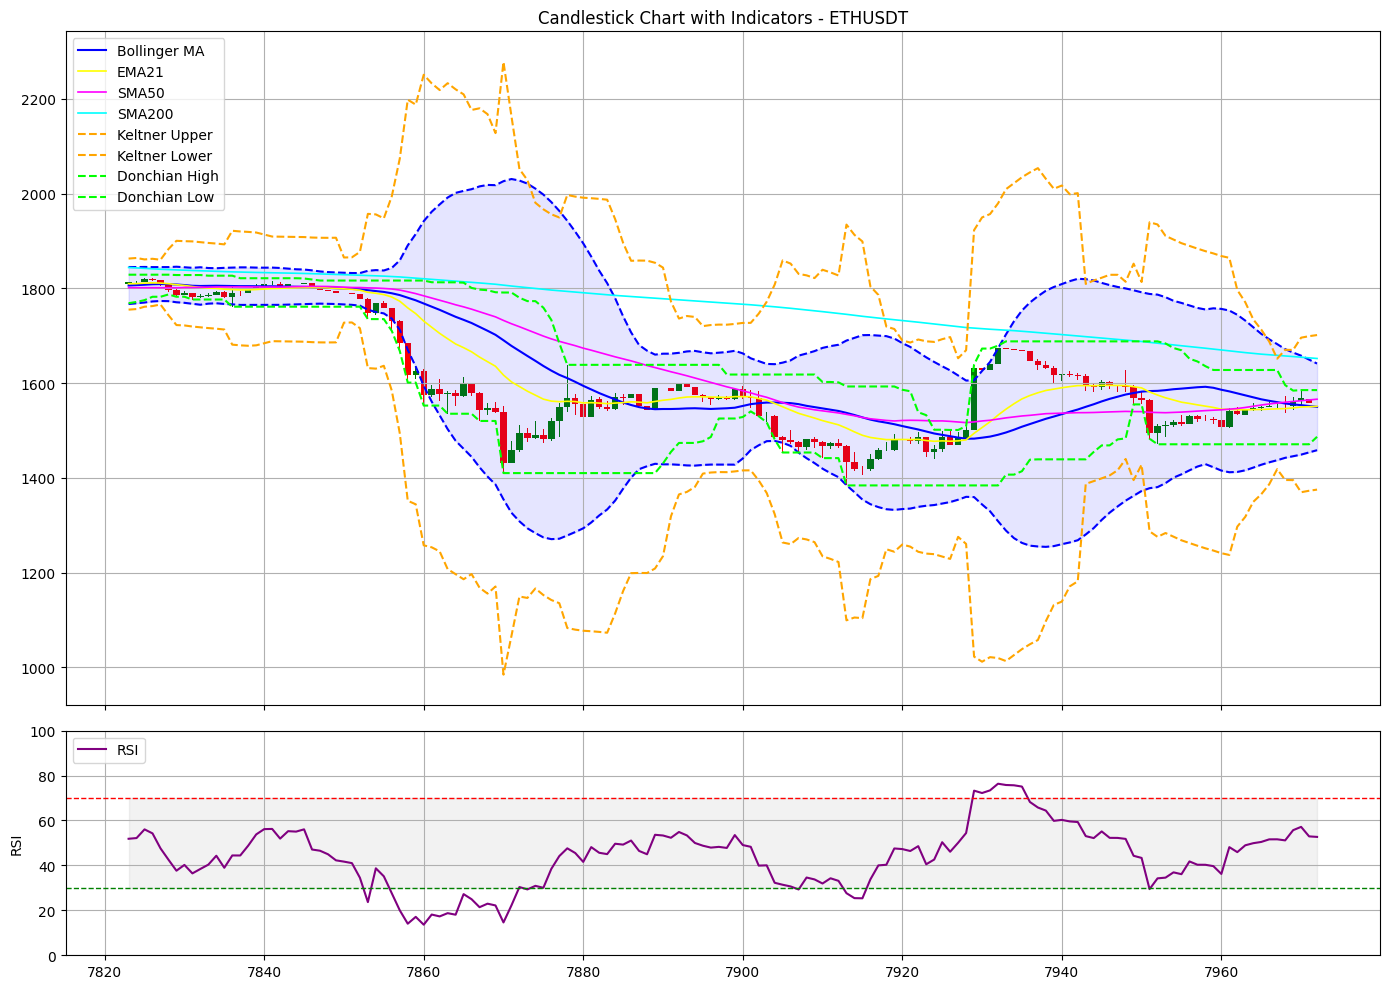 Candlestick Chart with Indicators - ETHUSDT
Bollinger MA
EMA21
SMA50
SMA200
Keltner Upper
Keltner Lower
Donchian High
Donchian Low
2200
2000
1800
1600
1400
1200
1000
RSI
100
80
60
40
20
0
RSI
7820
7840
7860
7880
7900
7920
7940
7960